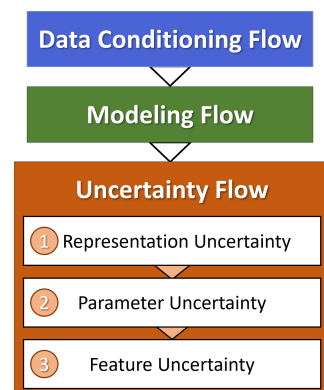 Data Conditioning Flow
Modeling Flow
Uncertainty Flow
1 Representation Uncertainty
2 Parameter Uncertainty
3 Feature Uncertainty